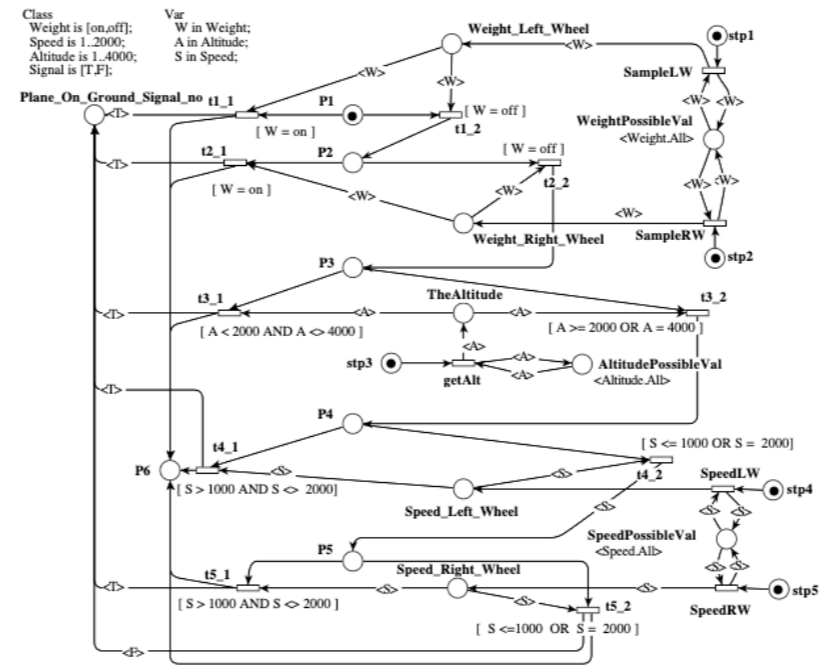 Class Var
Weight is [on,off]; W in Weight;
Speed is 1..2000; A in Altitude;
Altitude is 1..4000; S in Speed;
Signal is [T,F];
Weight_Left_Wheel
stp1
<W>
SampleLW
<W>
<W>
Plane_On_Ground_Signal_no
t1_1
P1
<T>
[ W = off ]
<W> <W>
[ W = on ]
t1_2
WeightPossibleVal
<Weight.All>
t2_1
P2
[ W = off ]
<T>
t2_2
<W> <W>
[ W = on ]
<W>
<W>
<W>
Weight_Right_Wheel
SampleRW
stp2
P3
t3_1
TheAltitude
t3_2
<T>
<A>
<A>
[ A < 2000 AND A <> 4000 ]
[ A >= 2000 OR A = 4000 ]
<A>
stp3
<A>
<A>
AltitudePossibleVal
getAlt
<Altitude.All>
<T>
P4
t4_1
[ S <= 1000 OR S = 2000]
P6
<S>
<S>
t4_2
SpeedLW
[ S > 1000 AND S <> 2000]
stp4
Speed_Left_Wheel
<S>
<S> <S>
SpeedPossibleVal
<Speed.All>
P5
t5_1
Speed_Right_Wheel
<S> <S>
<T>
<S>
<S>
stp5
[ S > 1000 AND S <> 2000 ]
<S>
t5_2
SpeedRW
[ S <=1000 OR S = 2000 ]
<F>